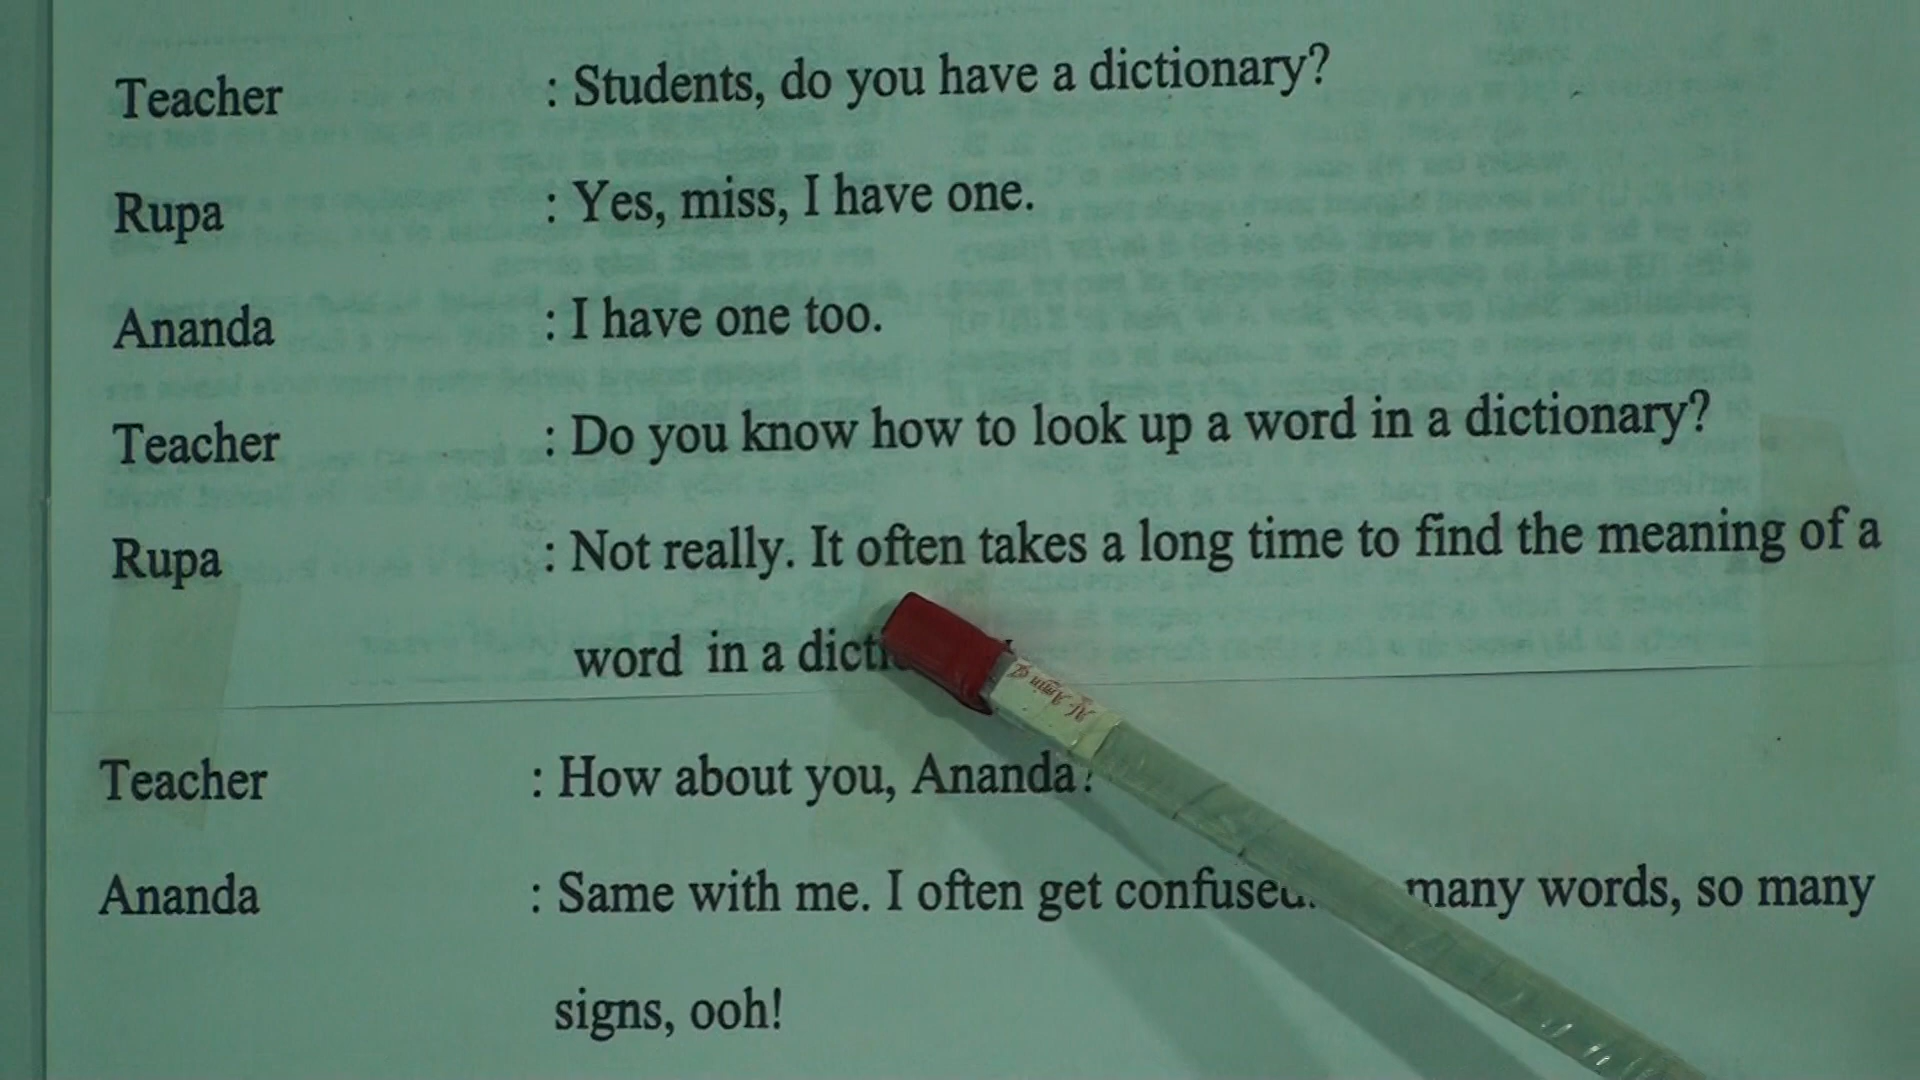 Teacher : Students, do you have a dictionary?
Rupa : Yes, miss, I have one.
Ananda : I have one too.
Teacher : Do you know how to look up a word in a dictionary?
Rupa : Not really. It often takes a long time to find the meaning of a
word in a
Teacher : How about you, Ananda?
Ananda : Same with me. I often get confused. many words, so many
signs, ooh!